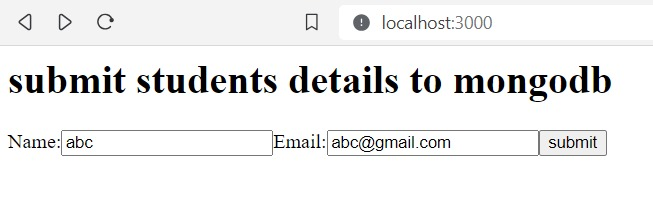 localhost:3000
submit students details to mongodb
Name:abc Email:abc@gmail.com submit